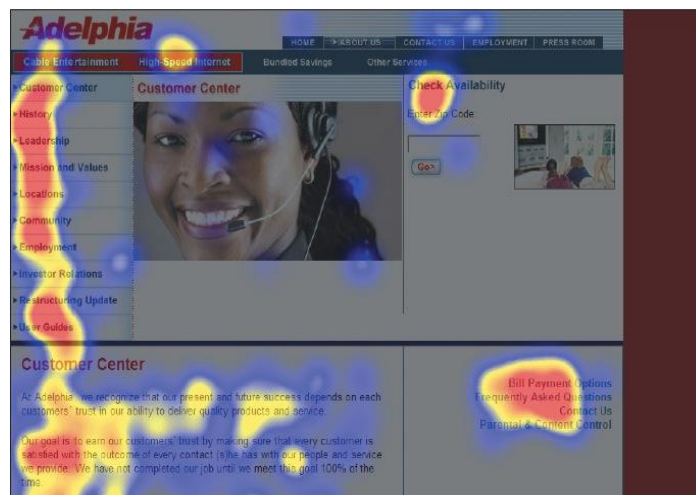 Adelphia
HOME ABOUT US CONTACT US EMPLOYMENT PRESS ROOM
Cable Entertainment High-Speed Internet Bundled Savings Other Services
Customer Center
History
Leadership
Mission and Values
Locations
Community
Employment
Investor Relations
Restructuring Update
User Guides
Customer Center
Check Availability
Enter Zip Code:
Go>
Customer Center
At Adelphia we recognize that our present and future success depends on each
customers' trust in our ability to deliver quality products and service.
Our goal is to earn our customers' trust by making sure that every customer is
satisfied with the outcome of every contact (s)he has with our people and service
we provide. We have not completed our job until we meet this goal 100% of the
time.
Bill Payment Options
Frequently Asked Questions
Contact Us
Parental & Content Control